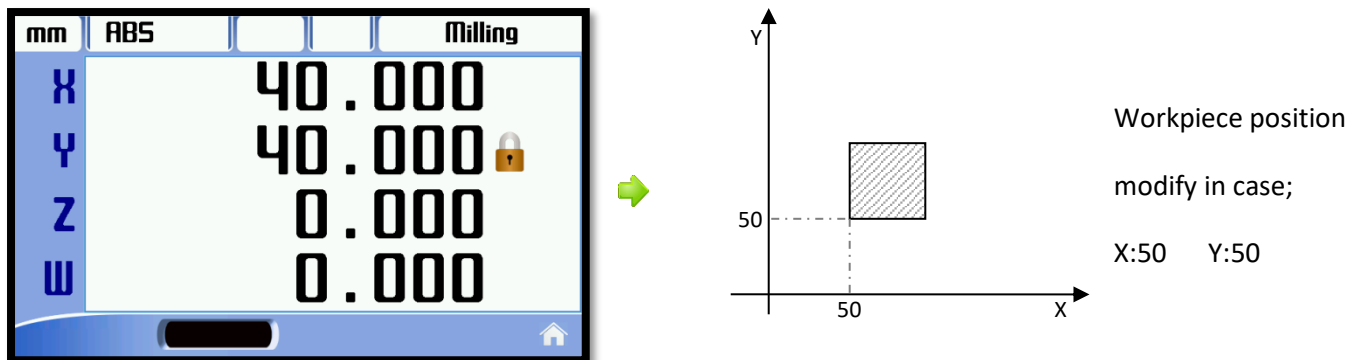 mm ABS Milling
X 40.000
Y 40.000
Z 0.000
W 0.000
Y
50
50
X
Workpiece position
modify in case;
X:50 Y:50